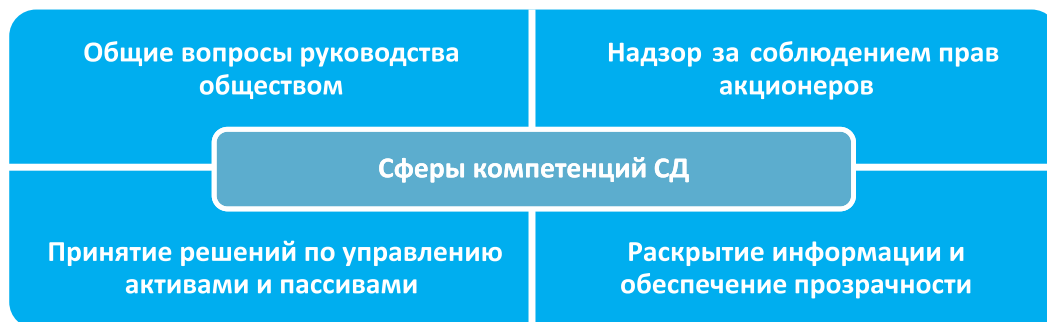 Общие вопросы руководства
обществом
Надзор за соблюдением прав
акционеров
Сферы компетенций СД
Принятие решений по управлению
активами и пассивами
Раскрытие информации и
обеспечение прозрачности